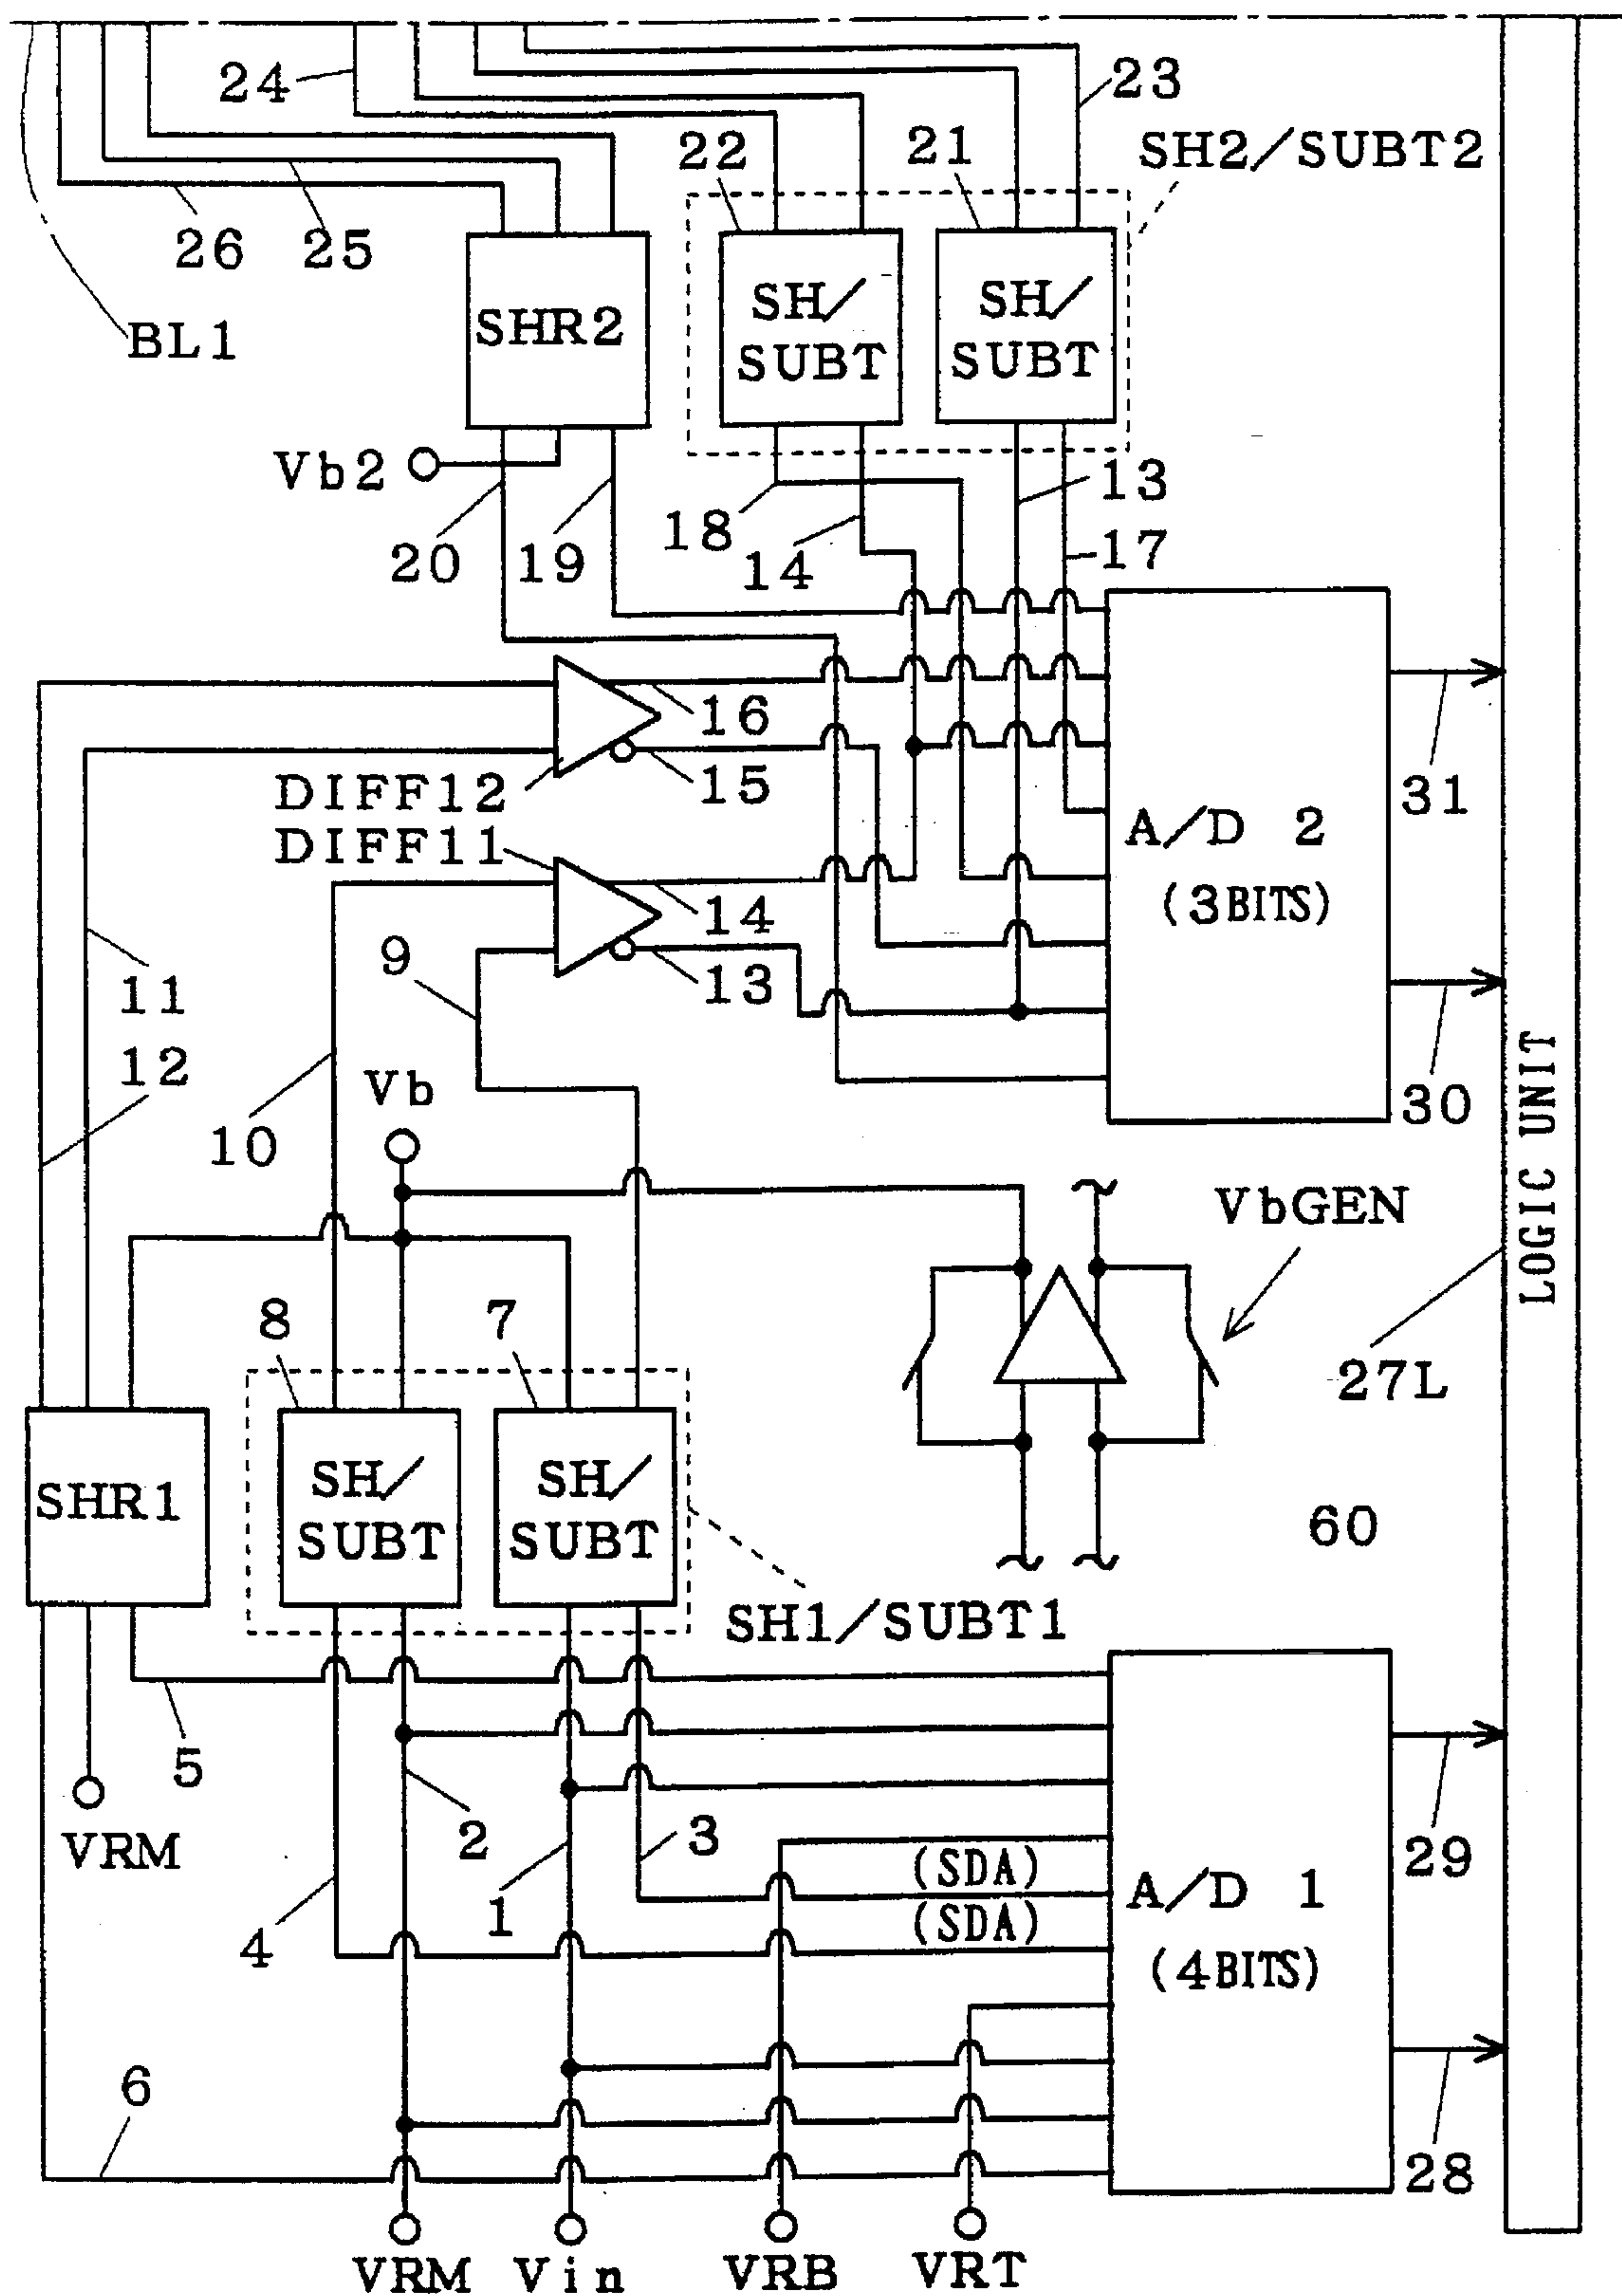 24
23
22
21
SH2/SUBT2
26
25
BL1
SHR2
SH/
SUBT
SH/
SUBT
Vb2
13
18
14
20
19
17
16
15
DIFF12
DIFF11
31
A/D 2
(3BITS)
14
13
9
11
12
10
Vb
30
LOGIC UNIT
VbGEN
8
7
27L
SHR1
SH/
SUBT
SH/
SUBT
60
SH1/SUBT1
5
VRM
2
3
1
4
(SDA)
(SDA)
A/D 1
(4BITS)
29
6
28
VRM
Vin
VRB
VRT